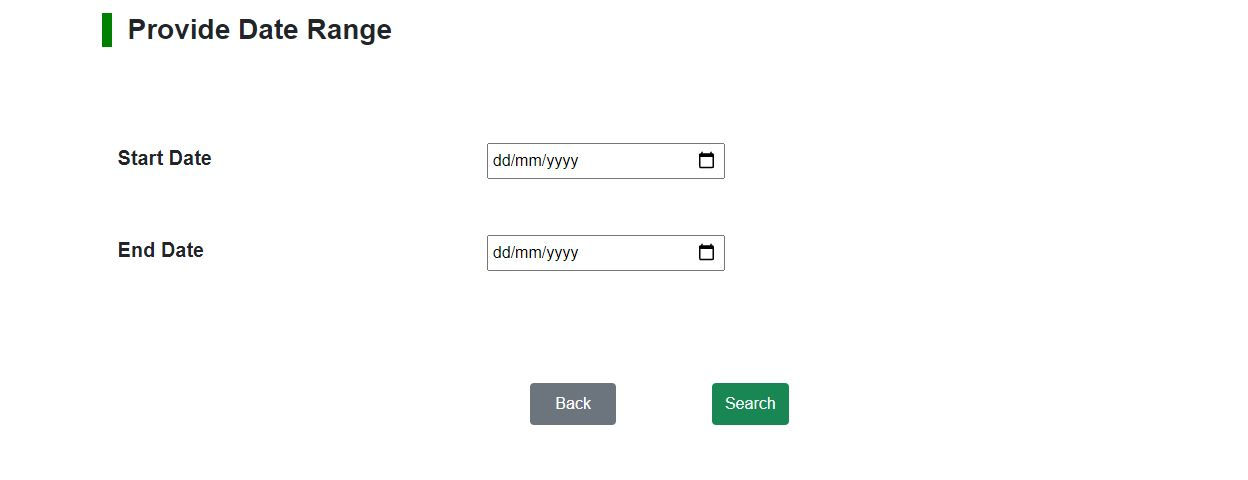 Provide Date Range
Start Date dd/mm/yyyy
End Date dd/mm/yyyy
Back Search